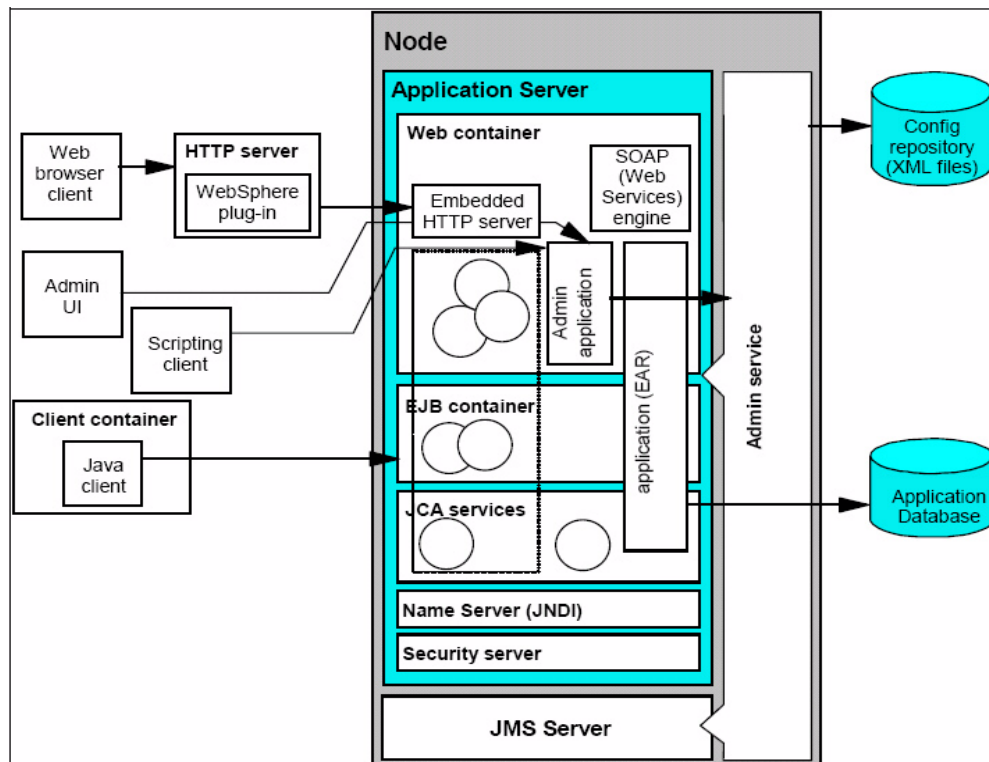 Node
Application Server
Web container
Web
browser
client
HTTP server
WebSphere
plug-in
Embedded
HTTP server
SOAP
(Web
Services)
engine
Config
repository
(XML files)
Admin
UI
Scripting
client
Admin
application
application (EAR)
Admin service
Client container
Java
client
EJB container
JCA services
Application
Database
Name Server (JNDI)
Security server
JMS Server